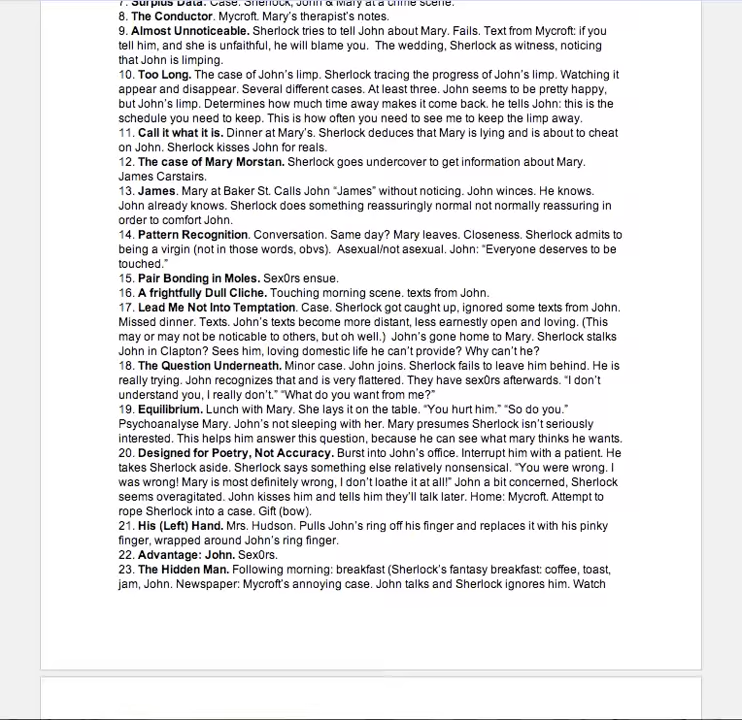 7. Surplus Data. Case. Sherlock, John & Mary at a crime scene.
8. The Conductor. Mycroft. Mary's therapist's notes.
9. Almost Unnoticeable. Sherlock tries to tell John about Mary. Fails. Text from Mycroft: if you
tell him, and she is unfaithful, he will blame you.  The wedding, Sherlock as witness, noticing
that John is limping.
10. Too Long. The case of John's limp. Sherlock tracing the progress of John's limp. Watching it
appear and disappear. Several different cases. At least three. John seems to be pretty happy,
but John's limp. Determines how much time away makes it come back. he tells John: this is the
schedule you need to keep. This is how often you need to see me to keep the limp away.
11. Call it what it is. Dinner at Mary's. Sherlock deduces that Mary is lying and is about to cheat
on John. Sherlock kisses John for reals.
12. The case of Mary Morstan. Sherlock goes undercover to get information about Mary.
James Carstairs.
13. James. Mary at Baker St. Calls John “James” without noticing. John winces. He knows.
John already knows. Sherlock does something reassuringly normal not normally reassuring in
order to comfort John.
14. Pattern Recognition. Conversation. Same day? Mary leaves. Closeness. Sherlock admits to
being a virgin (not in those words, obvs).  Asexual/not asexual. John: “Everyone deserves to be
touched.”
15. Pair Bonding in Moles. Sex0rs ensue.
16. A frightfully Dull Cliche. Touching morning scene. texts from John.
17. Lead Me Not Into Temptation. Case. Sherlock got caught up, ignored some texts from John.
Missed dinner. Texts. John's texts become more distant, less earnestly open and loving. (This
may or may not be noticable to others, but oh well.)  John's gone home to Mary. Sherlock stalks
John in Clapton? Sees him, loving domestic life he can't provide? Why can't he?
18. The Question Underneath. Minor case. John joins. Sherlock fails to leave him behind. He is
really trying. John recognizes that and is very flattered. They have sex0rs afterwards. “I don't
understand you, I really don't.” “What do you want from me?”
19. Equilibrium. Lunch with Mary. She lays it on the table. “You hurt him.” “So do you.”
Psychoanalyse Mary. John's not sleeping with her. Mary presumes Sherlock isn't seriously
interested. This helps him answer this question, because he can see what mary thinks he wants.
20. Designed for Poetry, Not Accuracy. Burst into John's office. Interrupt him with a patient. He
takes Sherlock aside. Sherlock says something else relatively nonsensical. “You were wrong. I
was wrong! Mary is most definitely wrong, I don't loathe it at all!” John a bit concerned, Sherlock
seems overagitated. John kisses him and tells him they'll talk later. Home: Mycroft. Attempt to
rope Sherlock into a case. Gift (bow).
21. His (Left) Hand. Mrs. Hudson. Pulls John's ring off his finger and replaces it with his pinky
finger, wrapped around John's ring finger.
22. Advantage: John. Sex0rs.
23. The Hidden Man. Following morning: breakfast (Sherlock's fantasy breakfast: coffee, toast,
jam, John. Newspaper: Mycroft's annoying case. John talks and Sherlock ignores him. Watch